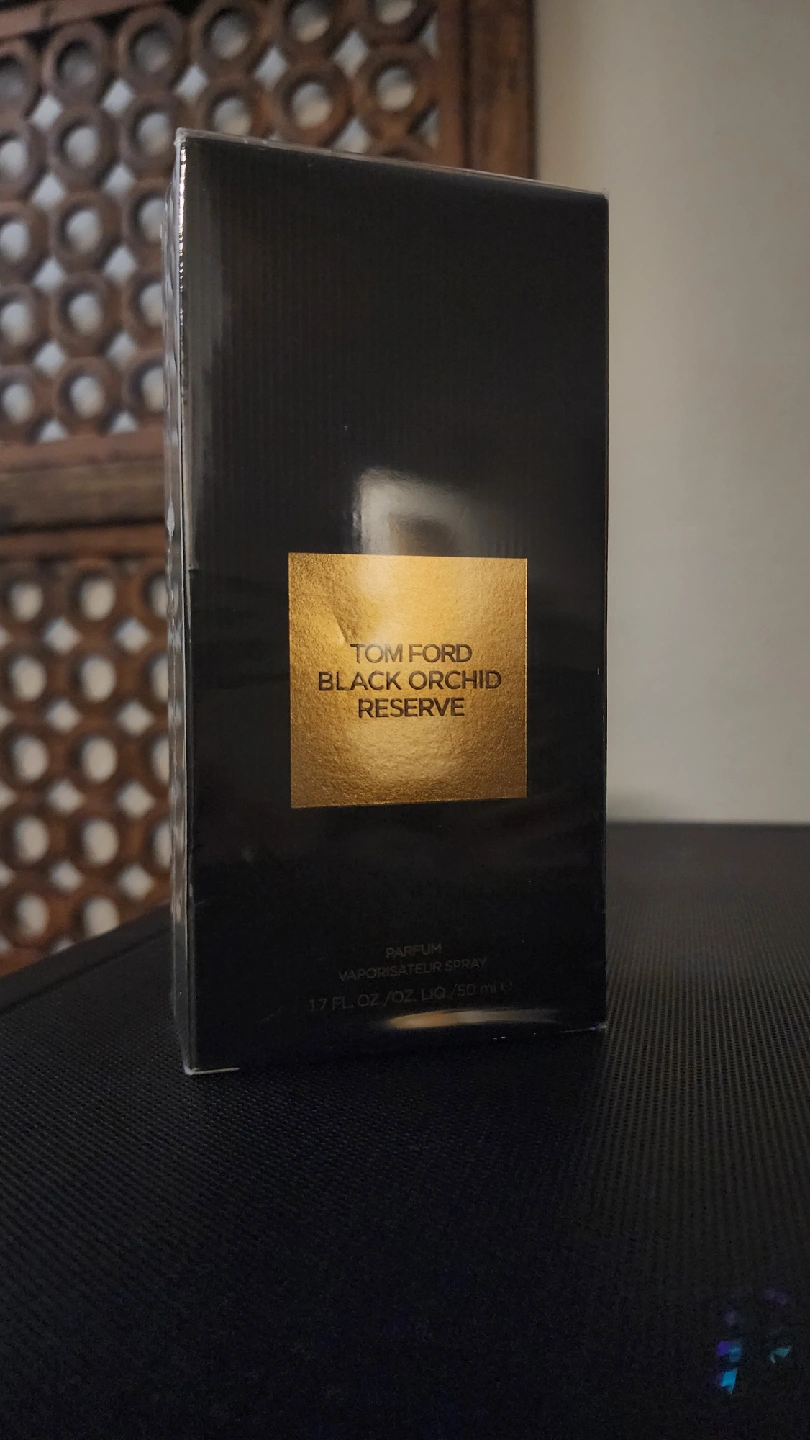 TOM FORD
BLACK ORCHID
RESERVE
PARFUM
VAPORISATEUR SPRAY
1.7 FL. OZ./OZ. LIQ./50 ml ℮